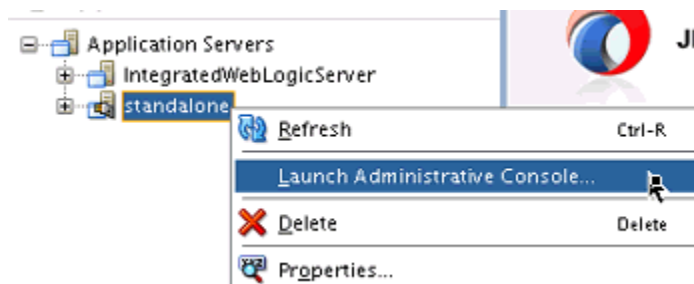 Application Servers
IntegratedWebLogicServer
standalone
Refresh Ctrl-R
Launch Administrative Console...
Delete Delete
Properties...